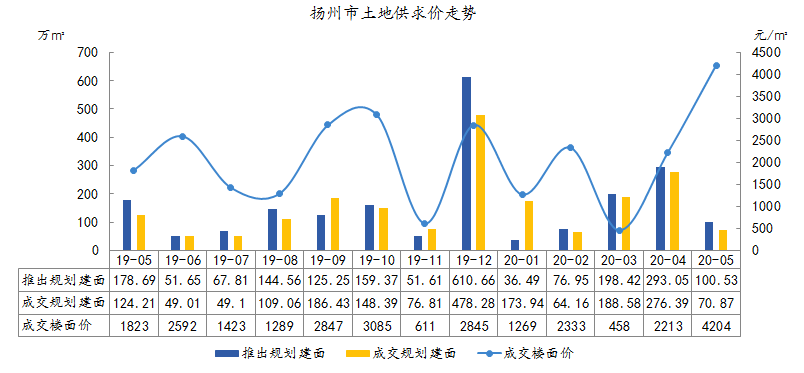 扬州市土地供求价走势
万㎡ 元/㎡
700 4500
600 4000
500 3500
400 3000
300 2500
200 2000
100 1500
0 1000
500
0
19-05 19-06 19-07 19-08 19-09 19-10 19-11 19-12 20-01 20-02 20-03 20-04 20-05
推出规划建面 178.69 51.65 67.81 144.56 125.25 159.37 51.61 610.66 36.49 76.95 198.42 293.05 100.53
成交规划建面 124.21 49.01 49.1 109.06 186.43 148.39 76.81 478.28 173.94 64.16 188.58 276.39 70.87
成交楼面价 1823 2592 1423 1289 2847 3085 611 2845 1269 2333 458 2213 4204
推出规划建面 成交规划建面 成交楼面价